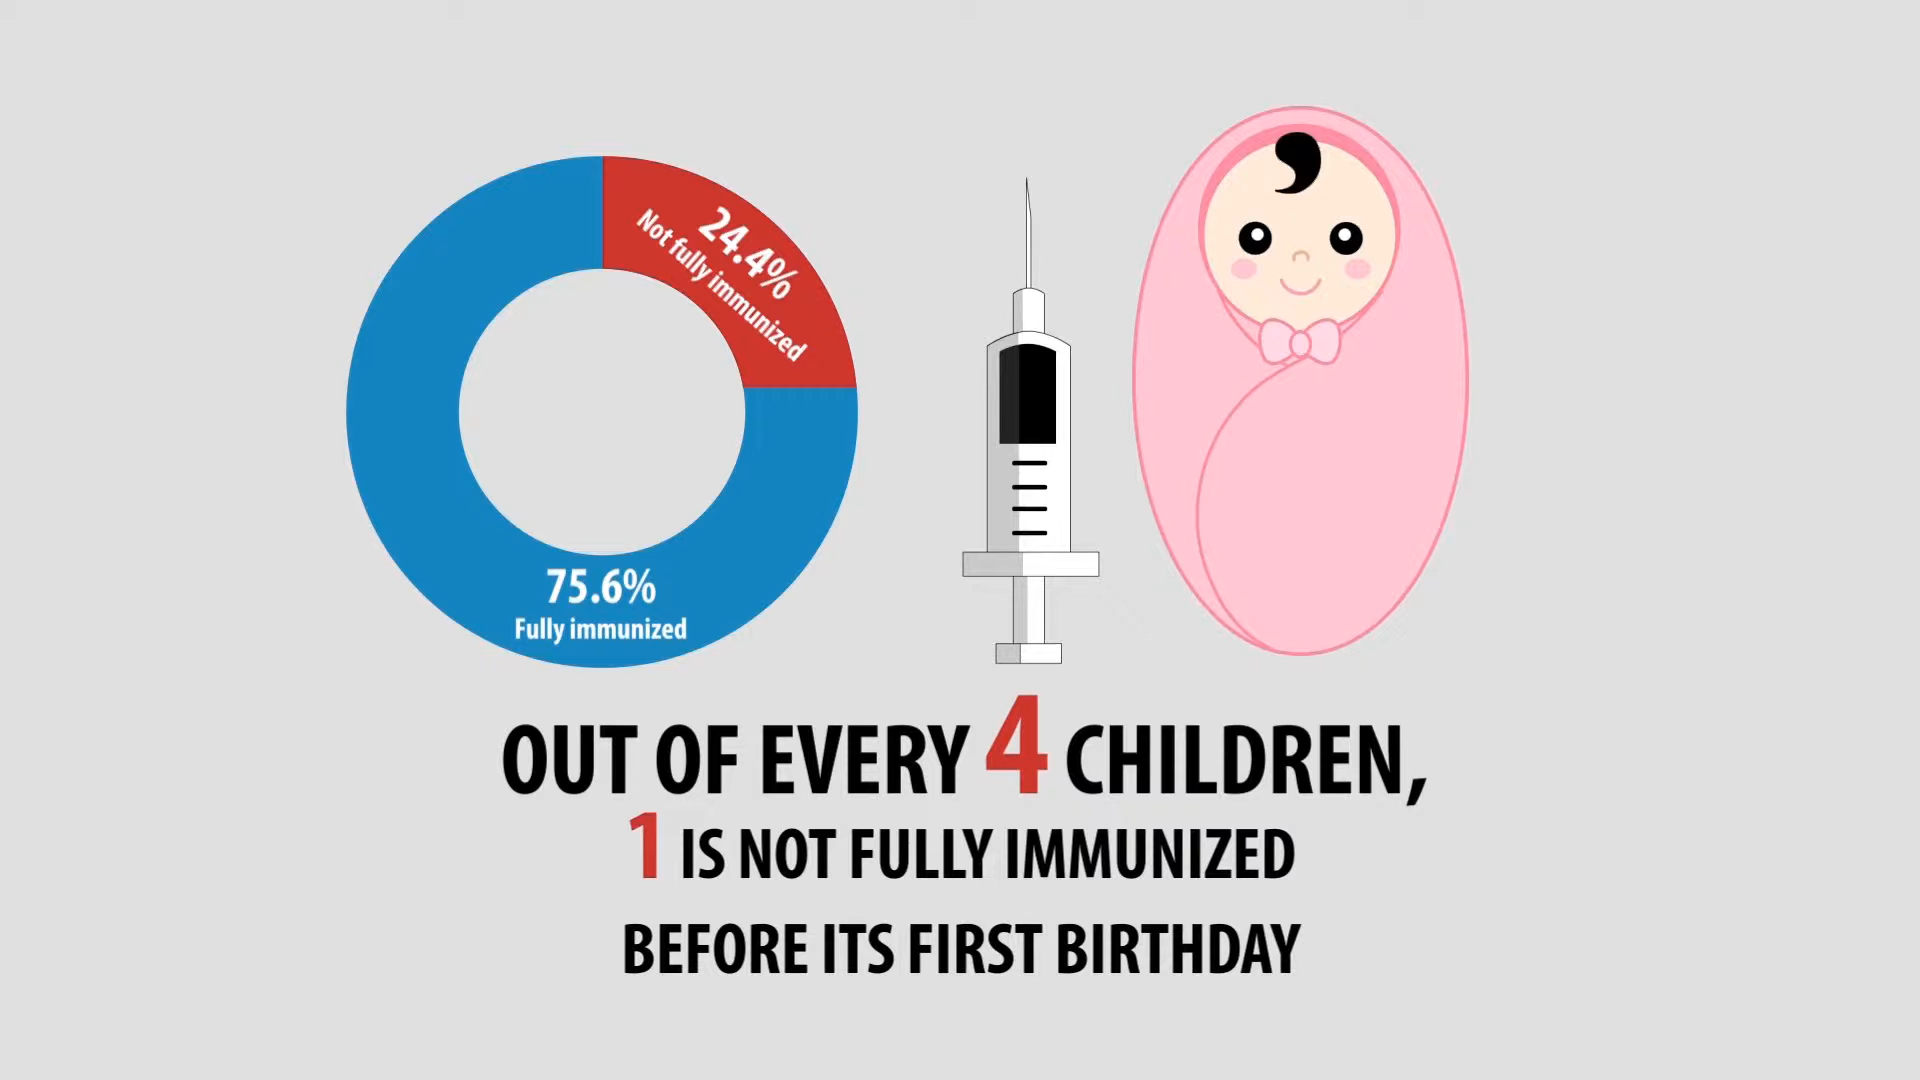 24.4%
Not fully immunized
75.6%
Fully immunized
OUT OF EVERY 4 CHILDREN,
1 IS NOT FULLY IMMUNIZED
BEFORE ITS FIRST BIRTHDAY